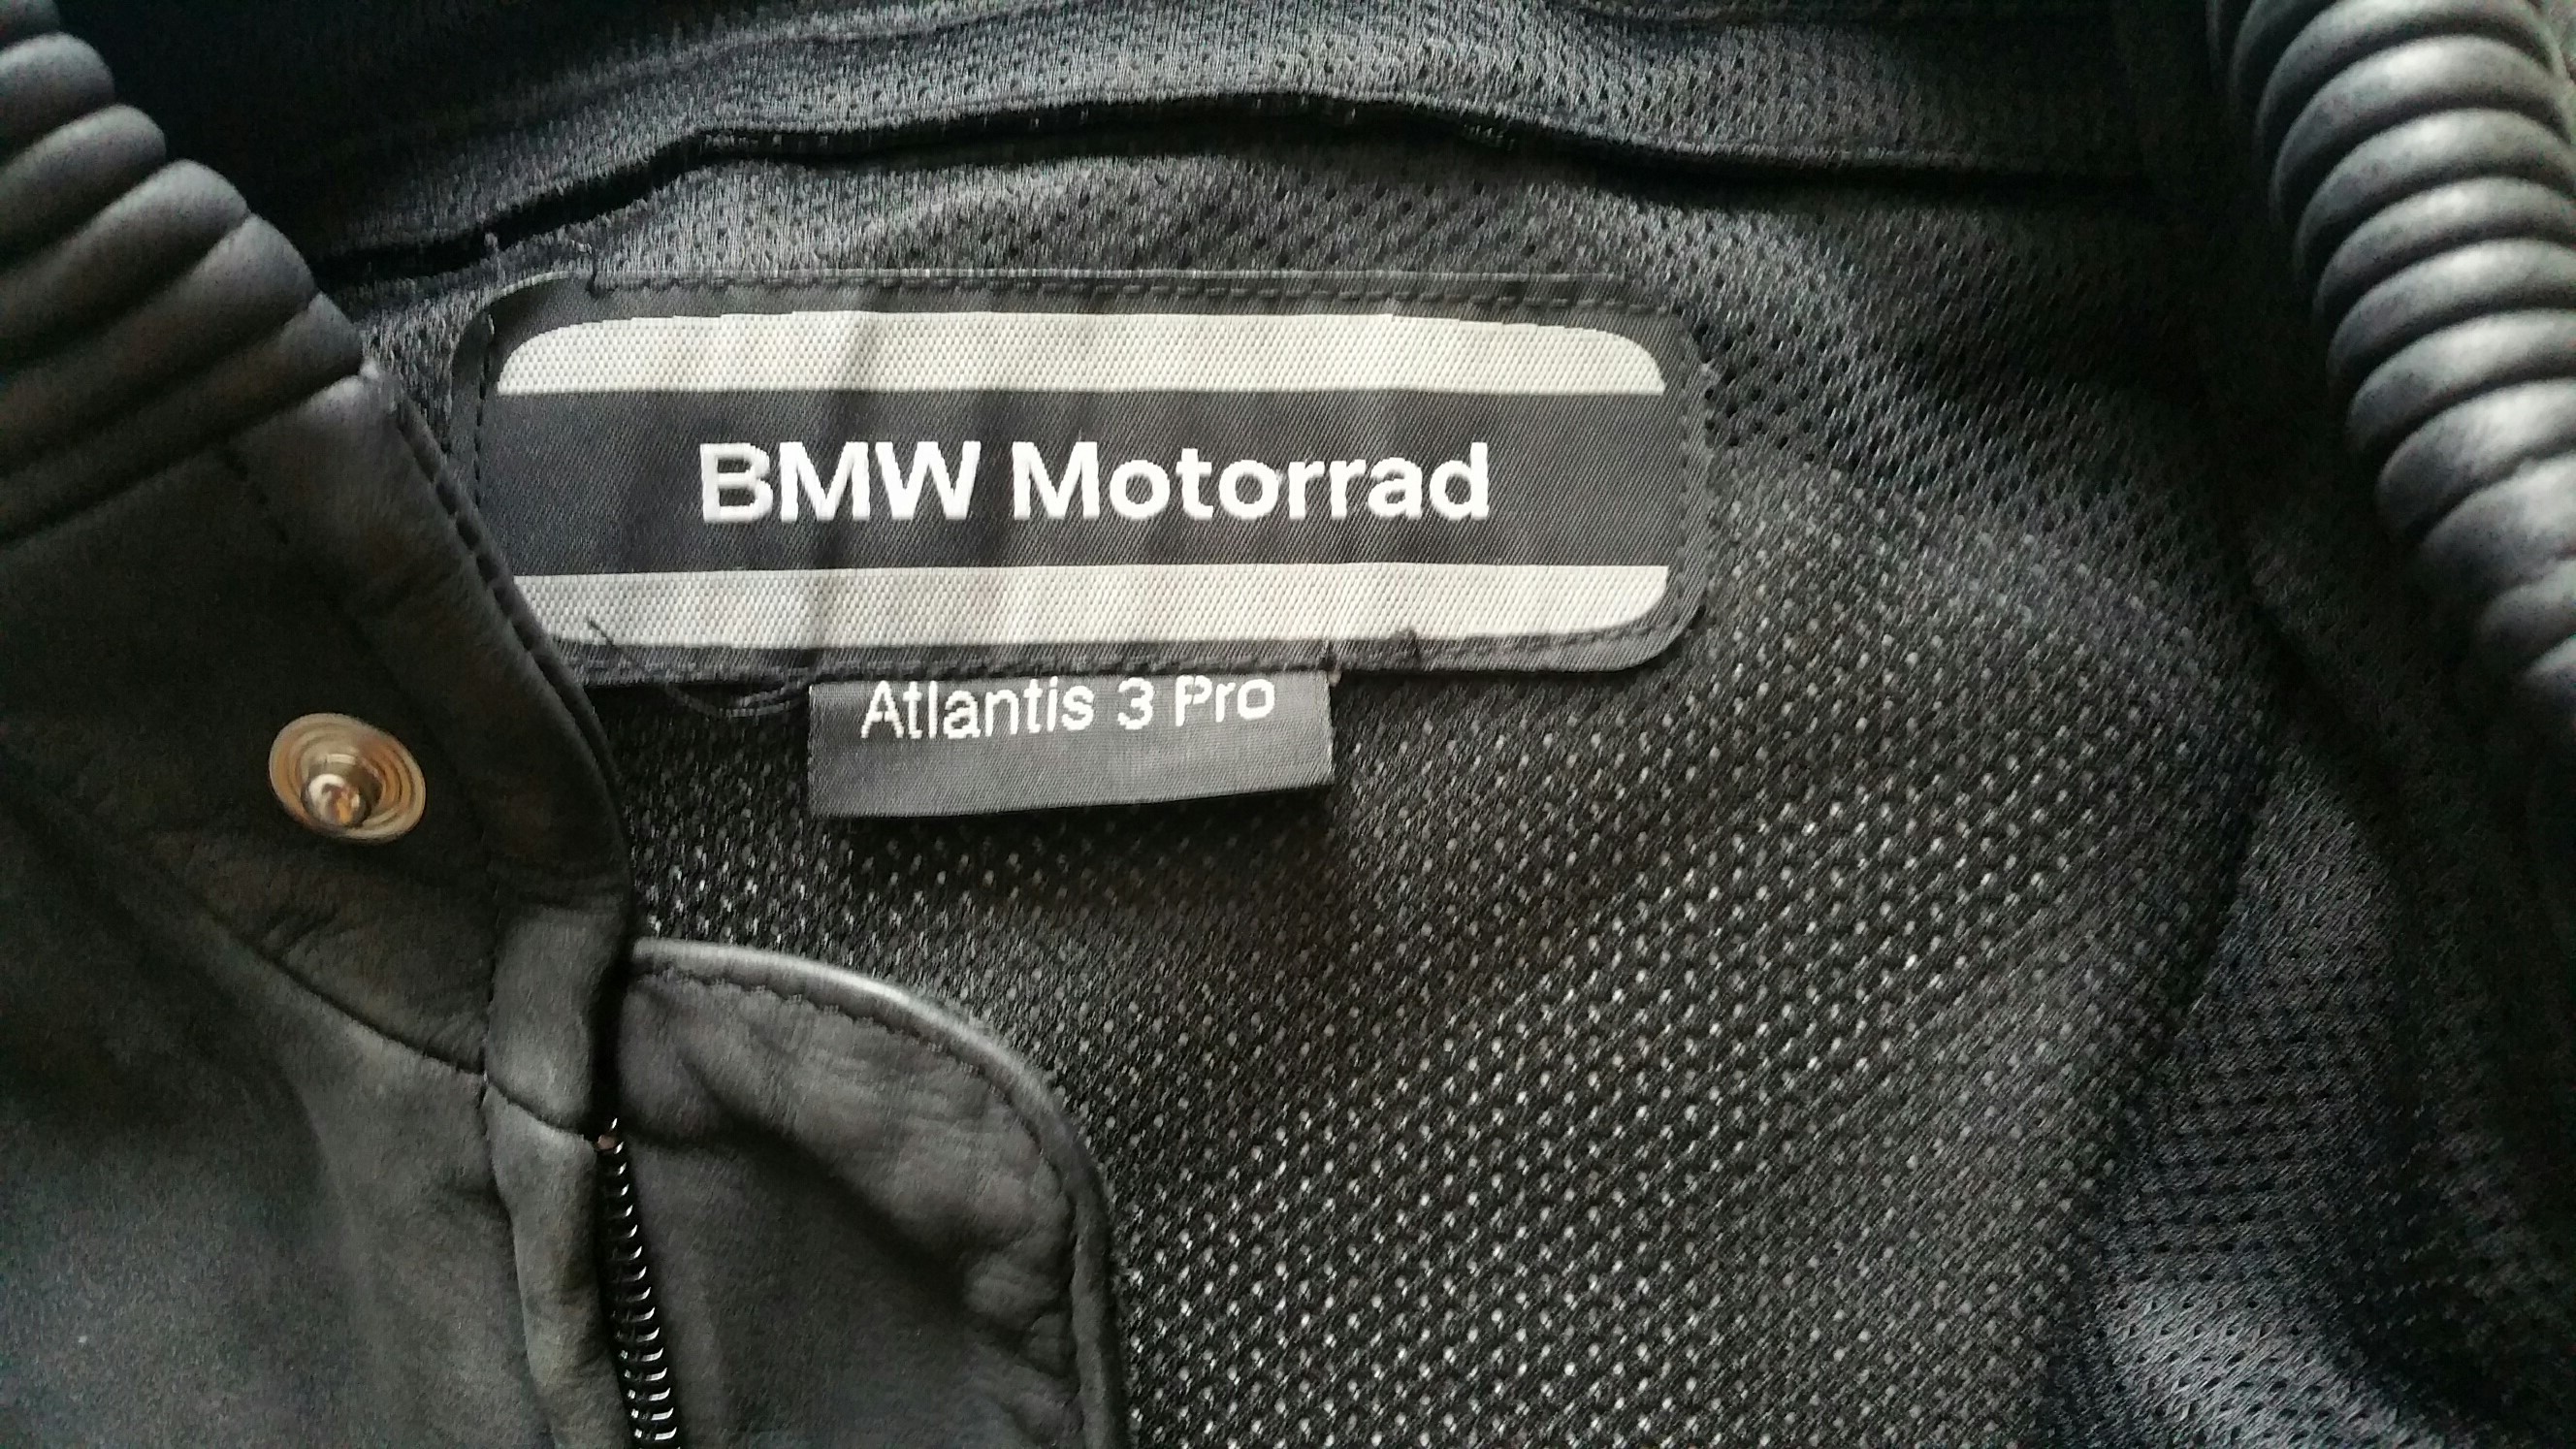 BMW Motorrad
Atlantis 3 Pro